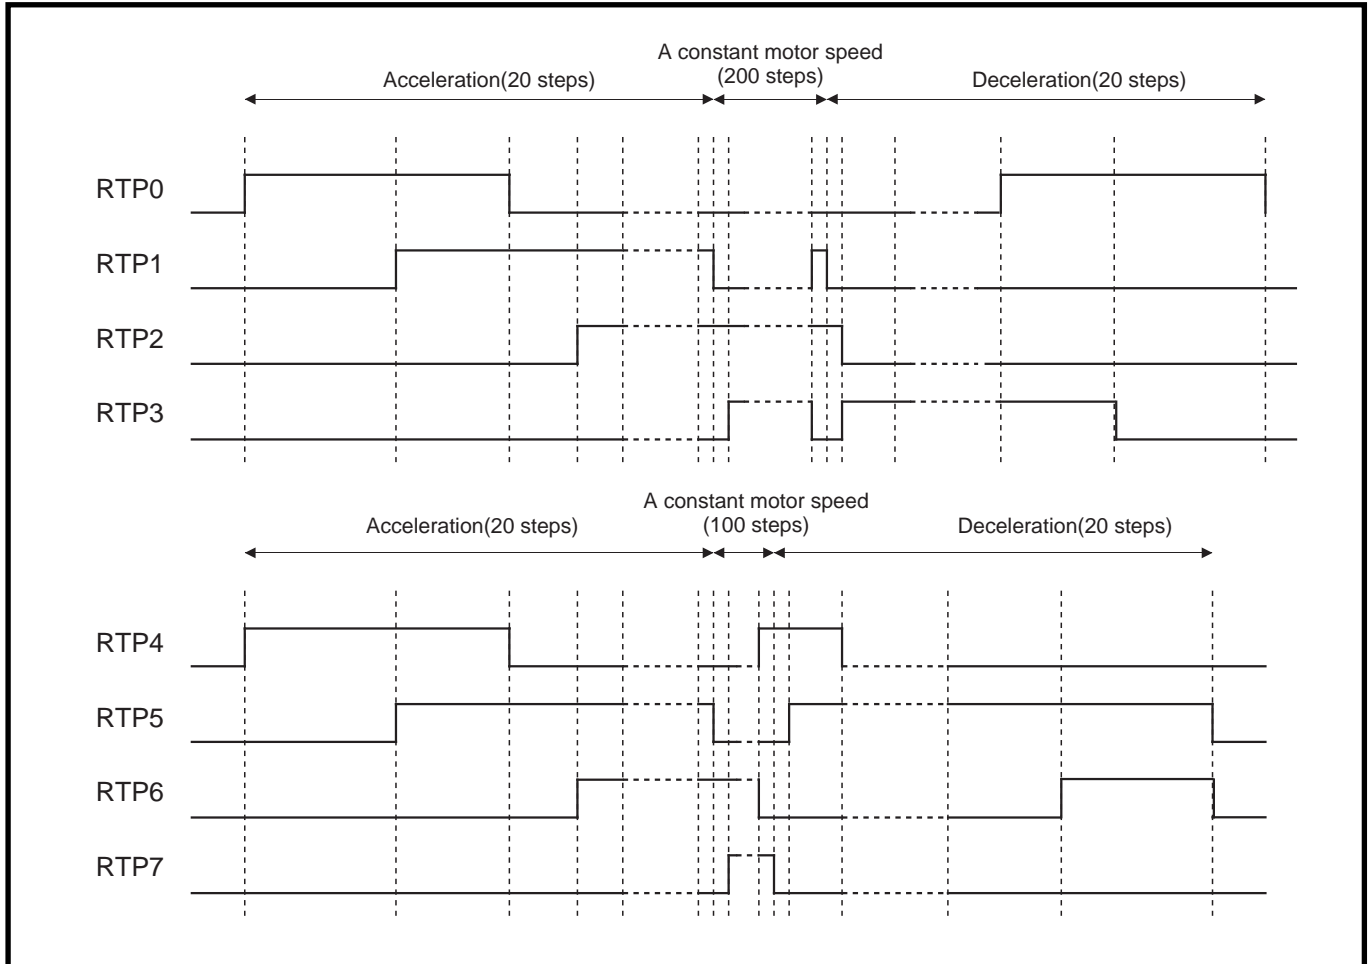 A constant motor speed
Acceleration(20 steps)
(200 steps)
Deceleration(20 steps)
RTP0
RTP1
RTP2
RTP3
A constant motor speed
Acceleration(20 steps)
(100 steps)
Deceleration(20 steps)
RTP4
RTP5
RTP6
RTP7